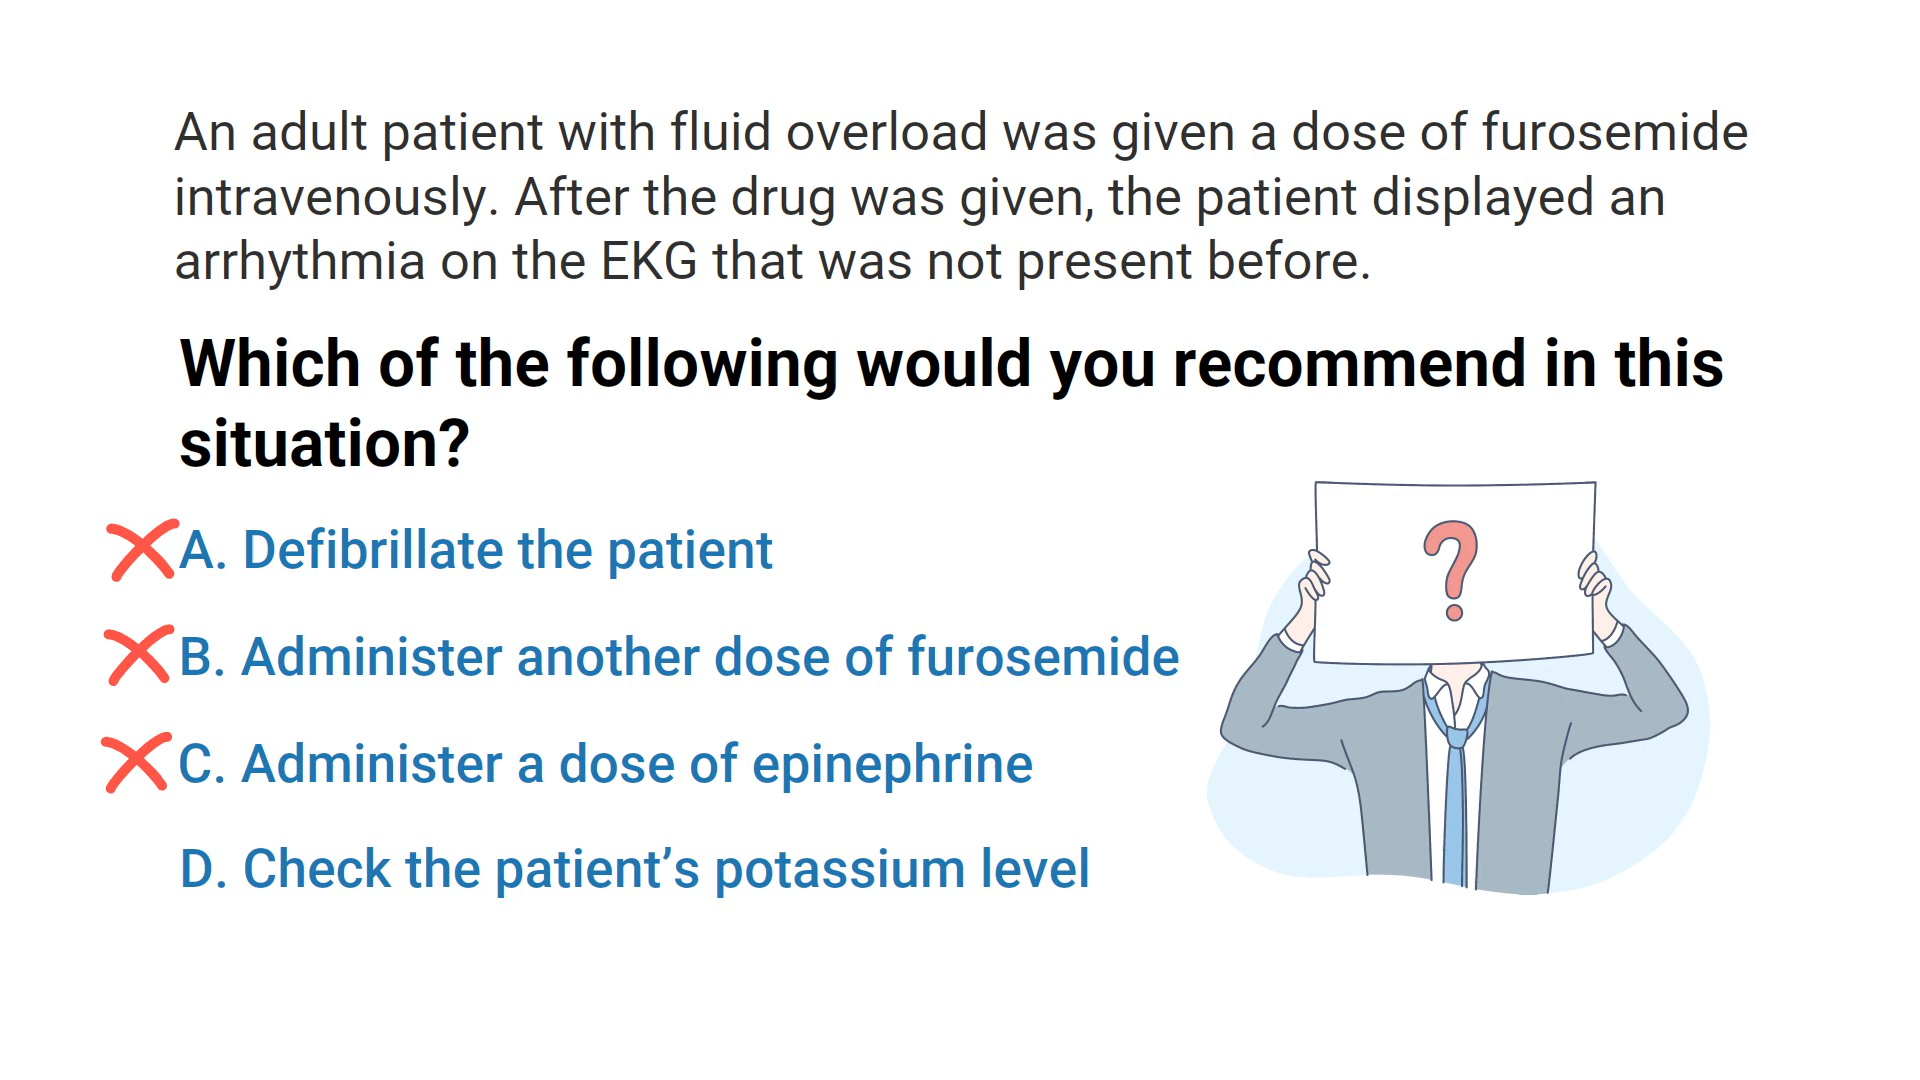 An adult patient with fluid overload was given a dose of furosemide
intravenously. After the drug was given, the patient displayed an
arrhythmia on the EKG that was not present before.
Which of the following would you recommend in this
situation?
A. Defibrillate the patient
B. Administer another dose of furosemide
C. Administer a dose of epinephrine
D. Check the patient’s potassium level
?